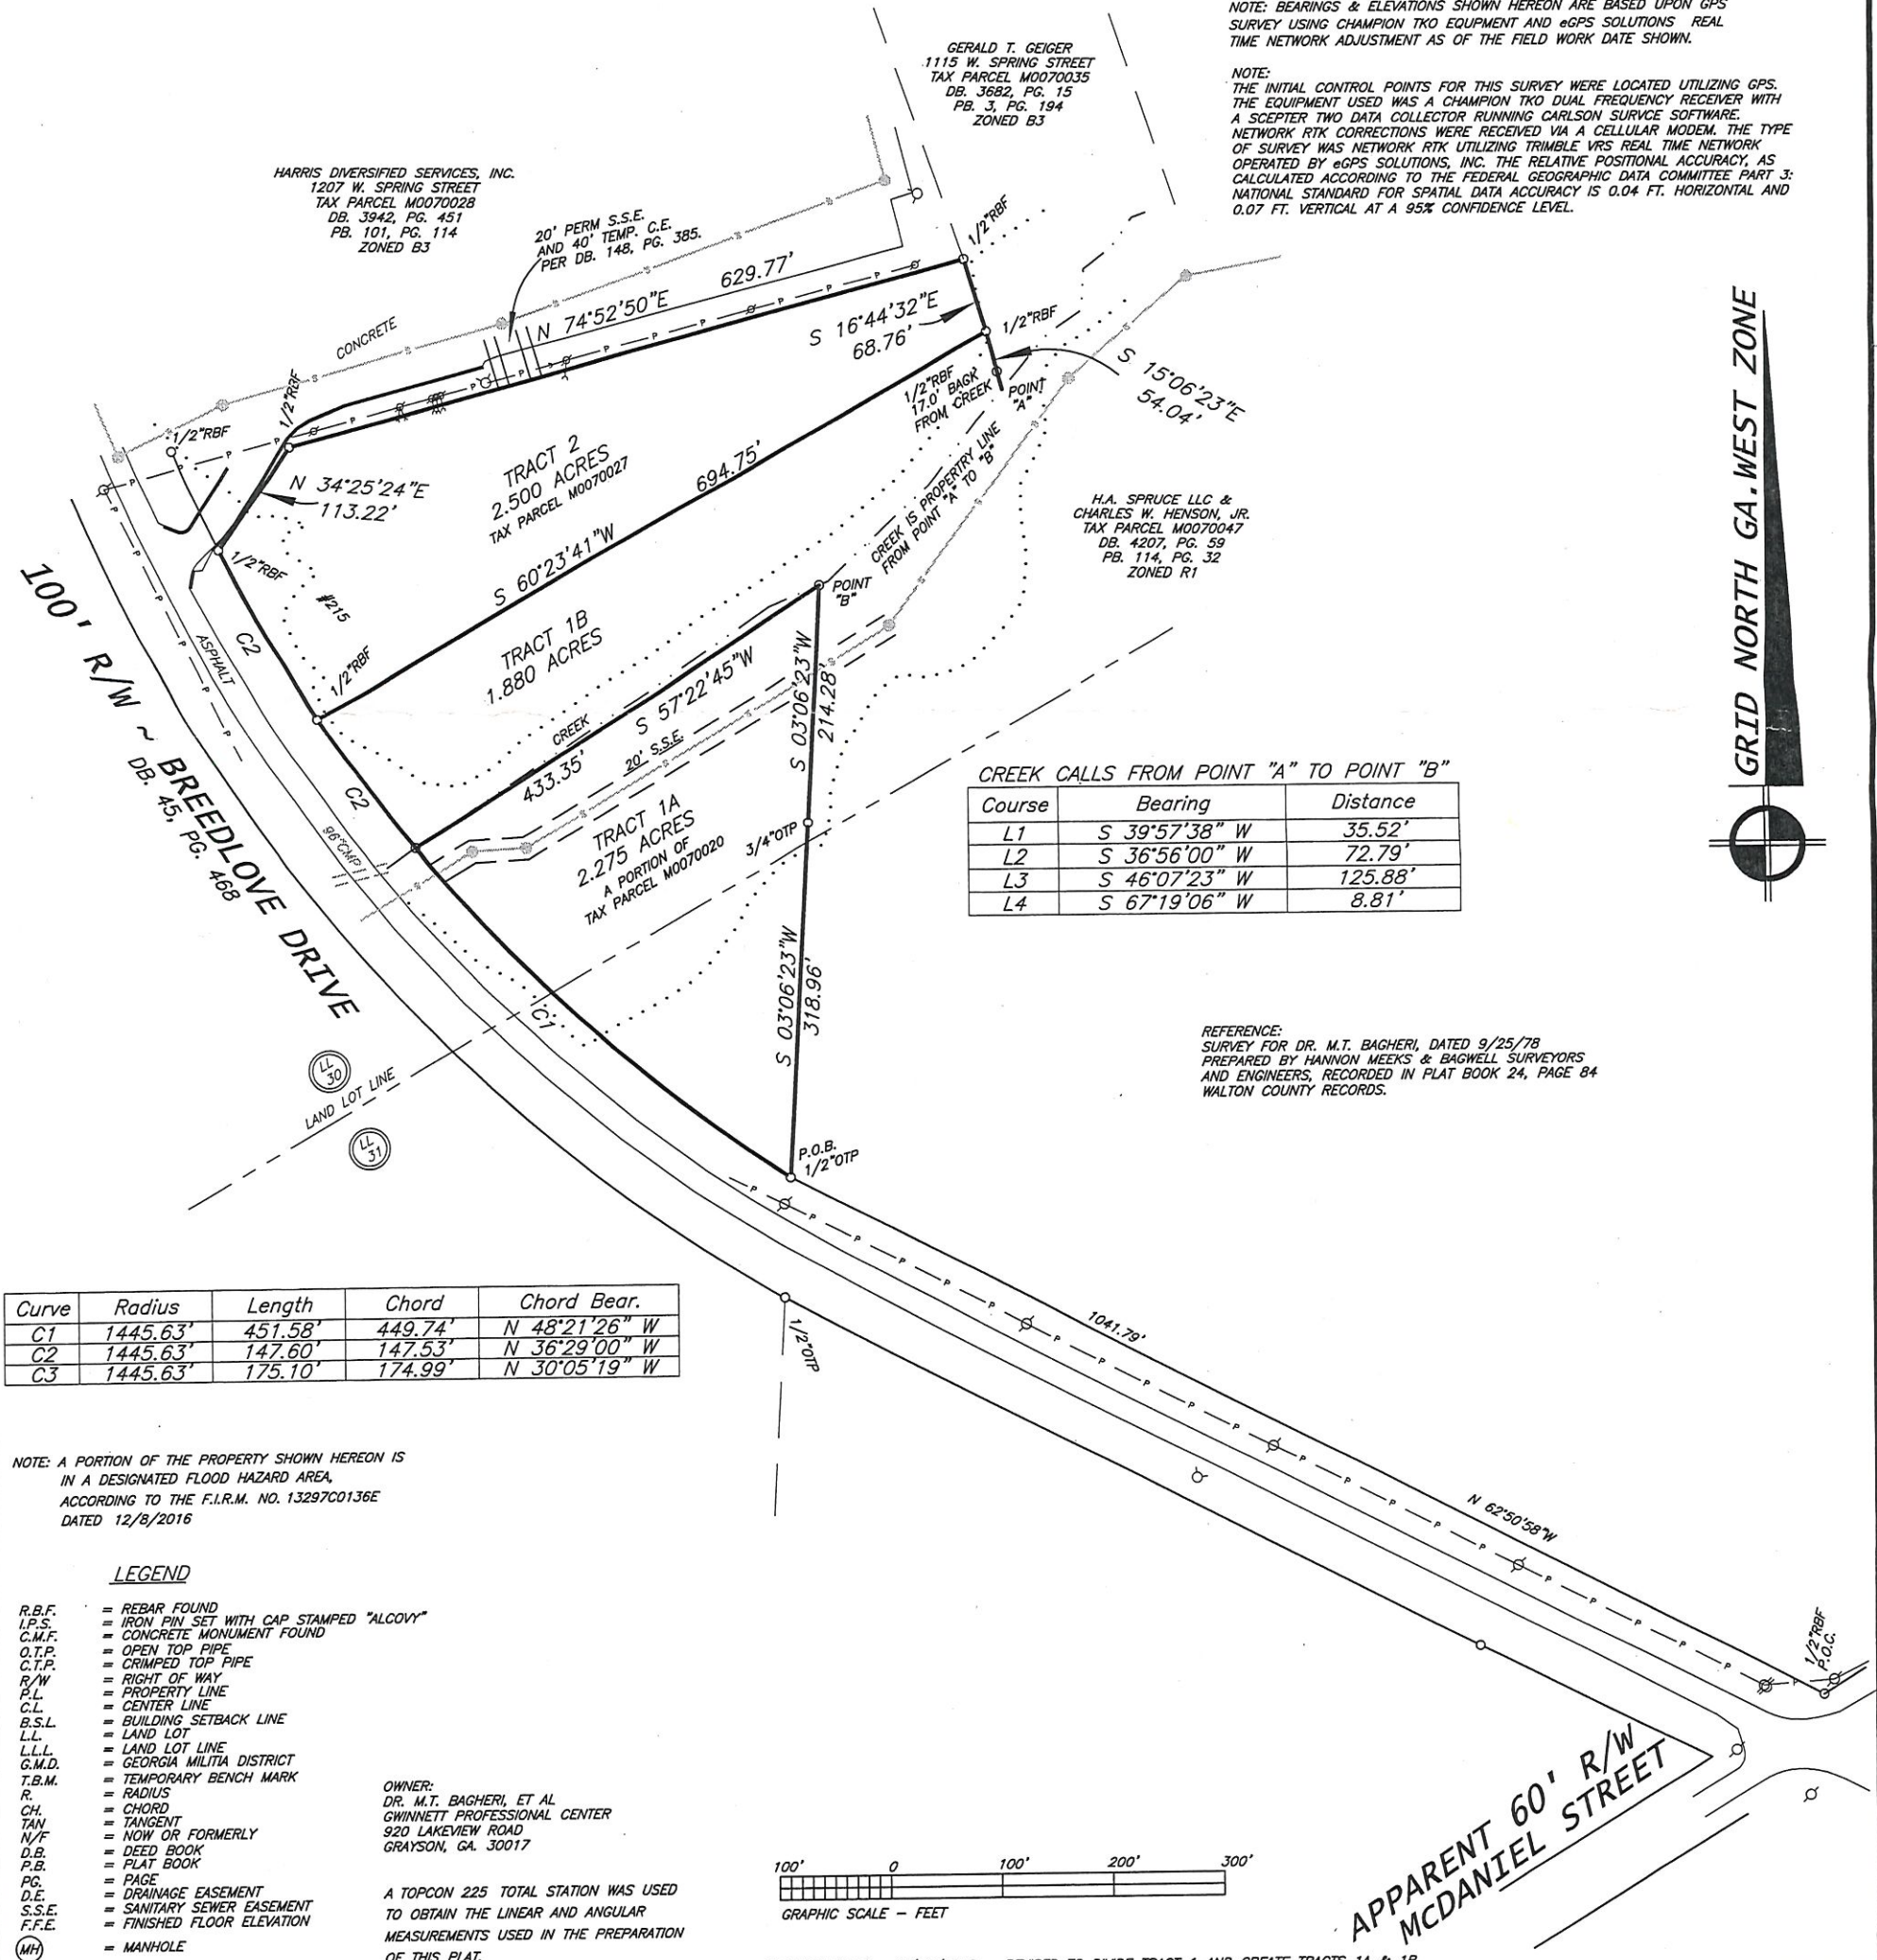 NOTE: BEARINGS & ELEVATIONS SHOWN HEREON ARE BASED UPON GPS
SURVEY USING CHAMPION TKO EQUPMENT AND eGPS SOLUTIONS REAL
TIME NETWORK ADJUSTMENT AS OF THE FIELD WORK DATE SHOWN.
NOTE:
THE INITIAL CONTROL POINTS FOR THIS SURVEY WERE LOCATED UTILIZING GPS.
THE EQUIPMENT USED WAS A CHAMPION TKO DUAL FREQUENCY RECEIVER WITH
A SCEPTER TWO DATA COLLECTOR RUNNING CARLSON SURVCE SOFTWARE.
NETWORK RTK CORRECTIONS WERE RECEIVED VIA A CELLULAR MODEM. THE TYPE
OF SURVEY WAS NETWORK RTK UTILIZING TRIMBLE VRS REAL TIME NETWORK
OPERATED BY eGPS SOLUTIONS, INC. THE RELATIVE POSITIONAL ACCURACY, AS
CALCULATED ACCORDING TO THE FEDERAL GEOGRAPHIC DATA COMMITTEE PART 3:
NATIONAL STANDARD FOR SPATIAL DATA ACCURACY IS 0.04 FT. HORIZONTAL AND
0.07 FT. VERTICAL AT A 95% CONFIDENCE LEVEL.
GERALD T. GEIGER
1115 W. SPRING STREET
TAX PARCEL M0070035
DB. 3682, PG. 15
PB. 3, PG. 194
ZONED B3
HARRIS DIVERSIFIED SERVICES, INC.
1207 W. SPRING STREET
TAX PARCEL M0070028
DB. 3942, PG. 451
PB. 101, PG. 114
ZONED B3
20' PERM S.S.E.
AND 40' TEMP. C.E.
PER DB. 148, PG. 385.
CONCRETE
N 74°52'50"E
629.77'
1/2"RBF
S 16°44'32"E
68.76'
1/2"RBF
S 15°06'23"E
54.04'
1/2"RBF
17.0' BACK
FROM CREEK
POINT
"A"
1/2"RBF
1/2"RBF
N 34°25'24"E
113.22'
TRACT 2
2.500 ACRES
TAX PARCEL M0070027
694.75'
S 60°23'41"W
CREEK IS PROPERTRY LINE
FROM POINT "A" TO "B"
H.A. SPRUCE LLC &
CHARLES W. HENSON, JR.
TAX PARCEL M0070047
DB. 4207, PG. 59
PB. 114, PG. 32
ZONED R1
GRID NORTH GA.WEST ZONE
1/2"RBF
#215
C2
ASPHALT
1/2"RBF
TRACT 1B
1.880 ACRES
POINT
"B"
CREEK
S 57°22'45"W
433.35'
20' S.S.E.
S 03°06'23"W
214.28'
100' R/W ~ BREEDLOVE DRIVE
DB. 45, PG. 468
C2
96"CMP
TRACT 1A
2.275 ACRES
A PORTION OF
TAX PARCEL M0070020
3/4"OTP
S 03°06'23"W
318.96'
C1
CREEK CALLS FROM POINT "A" TO POINT "B"
Course Bearing Distance
L1 S 39°57'38" W 35.52'
L2 S 36°56'00" W 72.79'
L3 S 46°07'23" W 125.88'
L4 S 67°19'06" W 8.81'
REFERENCE:
SURVEY FOR DR. M.T. BAGHERI, DATED 9/25/78
PREPARED BY HANNON MEEKS & BAGWELL SURVEYORS
AND ENGINEERS, RECORDED IN PLAT BOOK 24, PAGE 84
WALTON COUNTY RECORDS.
LL
30
LAND LOT LINE
LL
31
P.O.B.
1/2"OTP
1/2"OTP
1041.79'
N 62°50'58"W
1/2"RBF
P.O.C.
Curve Radius Length Chord Chord Bear.
C1 1445.63' 451.58' 449.74' N 48°21'26" W
C2 1445.63' 147.60' 147.53' N 36°29'00" W
C3 1445.63' 175.10' 174.99' N 30°05'19" W
NOTE: A PORTION OF THE PROPERTY SHOWN HEREON IS
IN A DESIGNATED FLOOD HAZARD AREA,
ACCORDING TO THE F.I.R.M. NO. 13297C0136E
DATED 12/8/2016
LEGEND
R.B.F. = REBAR FOUND
I.P.S. = IRON PIN SET WITH CAP STAMPED "ALCOVY"
C.M.F. = CONCRETE MONUMENT FOUND
O.T.P. = OPEN TOP PIPE
C.T.P. = CRIMPED TOP PIPE
R/W = RIGHT OF WAY
P.L. = PROPERTY LINE
C.L. = CENTER LINE
B.S.L. = BUILDING SETBACK LINE
L.L. = LAND LOT
L.L.L. = LAND LOT LINE
G.M.D. = GEORGIA MILITIA DISTRICT
T.B.M. = TEMPORARY BENCH MARK
R. = RADIUS
CH. = CHORD
TAN = TANGENT
N/F = NOW OR FORMERLY
D.B. = DEED BOOK
P.B. = PLAT BOOK
PG. = PAGE
D.E. = DRAINAGE EASEMENT
S.S.E. = SANITARY SEWER EASEMENT
F.F.E. = FINISHED FLOOR ELEVATION
MH = MANHOLE
OWNER:
DR. M.T. BAGHERI, ET AL
GWINNETT PROFESSIONAL CENTER
920 LAKEVIEW ROAD
GRAYSON, GA. 30017
A TOPCON 225 TOTAL STATION WAS USED
TO OBTAIN THE LINEAR AND ANGULAR
MEASUREMENTS USED IN THE PREPARATION
OF THIS PLAT.
100' 0 100' 200' 300'
GRAPHIC SCALE – FEET
APPARENT 60' R/W
MCDANIEL STREET